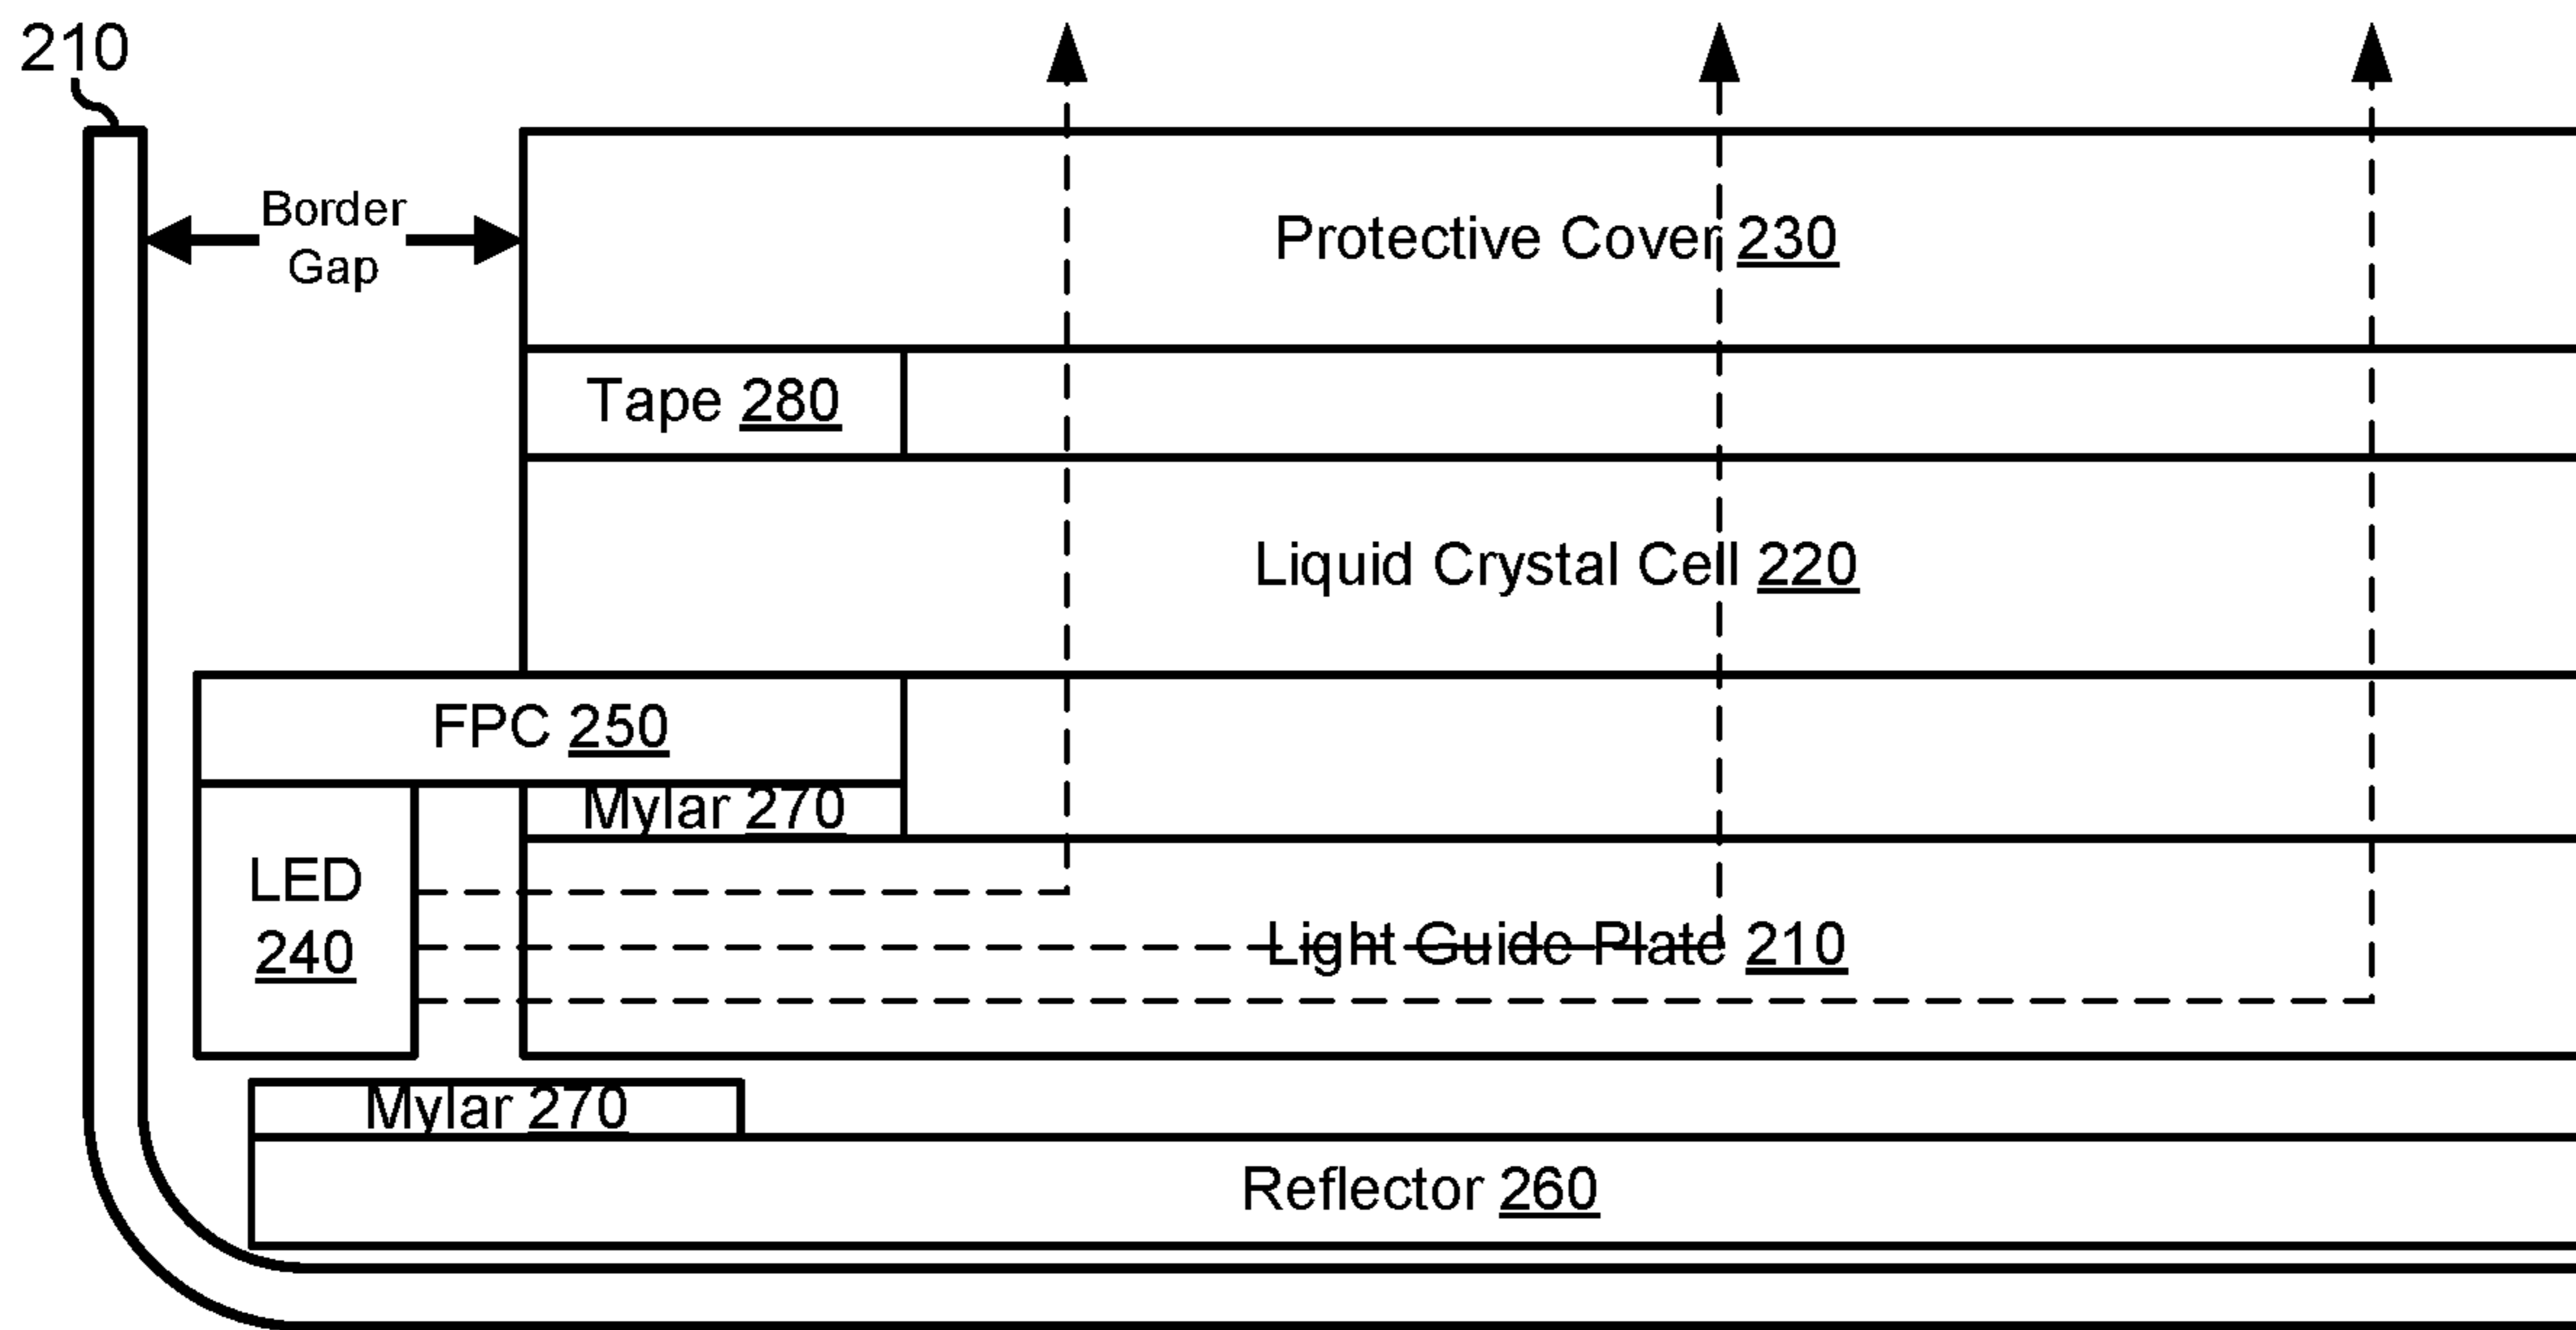 210
Border
Gap
Protective Cover 230
Tape 280
Liquid Crystal Cell 220
FPC 250
Mylar 270
LED
240
Light Guide Plate 210
Mylar 270
Reflector 260